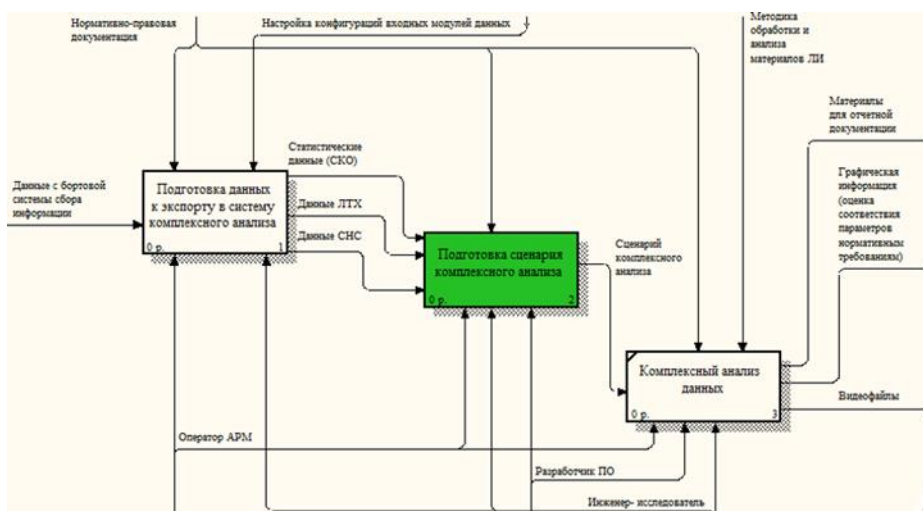 Нормативно-правовая
документация
Настройка конфигураций входных модулей данных
Методика
обработки и
анализа
материалов ЛИ
Материалы
для отчетной
документации
Статистические
данные (СКО)
Графическая
информация
(оценка
соответствия
параметров
нормативным
требованиям)
Данные с бортовой
системы сбора
информации
Подготовка данных
к экспорту в систему
комплексного анализа
0 р. 1
Данные ЛТХ
Данные СНС
Подготовка сценария
комплексного анализа
0 р. 2
Сценарий
комплексного
анализа
Комплексный анализ
данных
0 р. 3
Видеофайлы
Оператор АРМ
Разработчик ПО
Инженер- исследователь